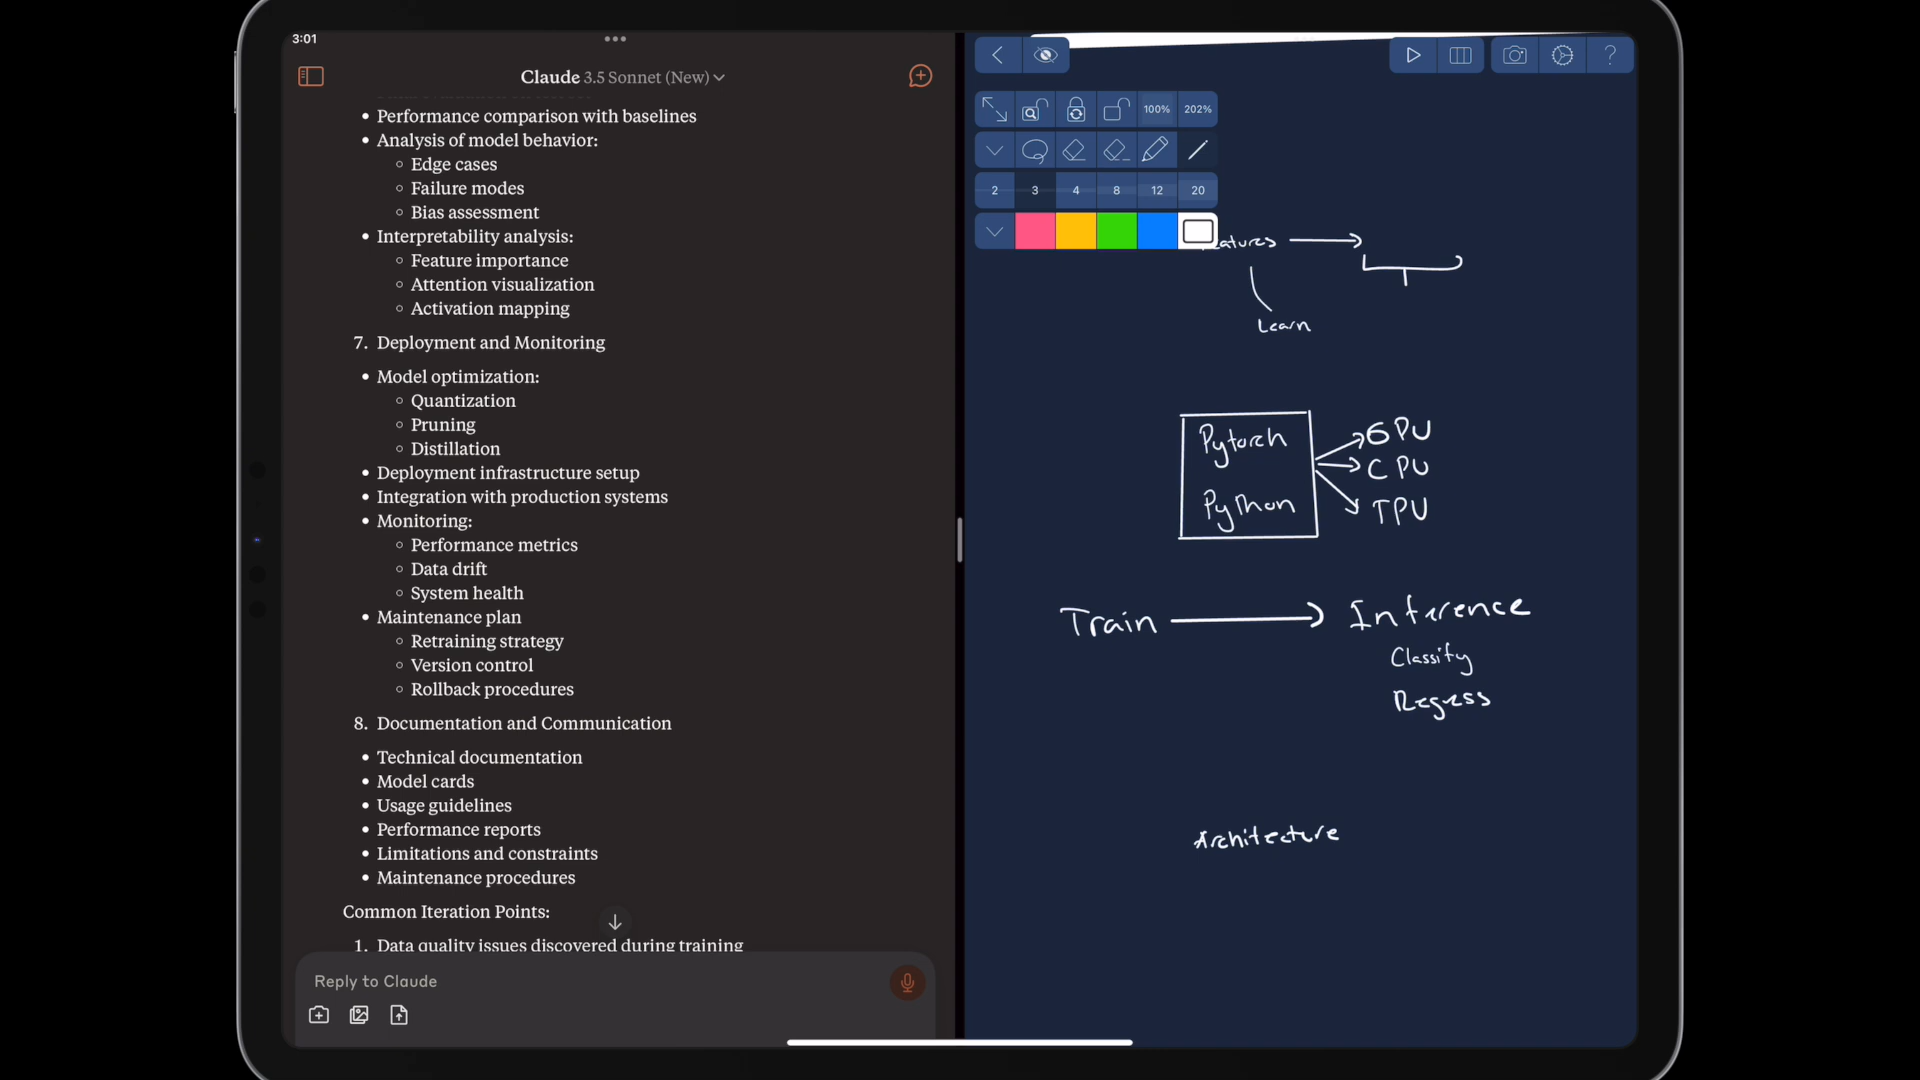 3:01
Claude 3.5 Sonnet (New)
Performance comparison with baselines
Analysis of model behavior:
Edge cases
Failure modes
Bias assessment
Interpretability analysis:
Feature importance
Attention visualization
Activation mapping
7. Deployment and Monitoring
Model optimization:
Quantization
Pruning
Distillation
Deployment infrastructure setup
Integration with production systems
Monitoring:
Performance metrics
Data drift
System health
Maintenance plan
Retraining strategy
Version control
Rollback procedures
8. Documentation and Communication
Technical documentation
Model cards
Usage guidelines
Performance reports
Limitations and constraints
Maintenance procedures
Common Iteration Points:
1. Data quality issues discovered during training
Reply to Claude
?
100% 202%
2 3 4 8 12 20
atures
Learn
Pytorch
Python
GPU
CPU
TPU
Train
Inference
Classify
Regress
Architecture